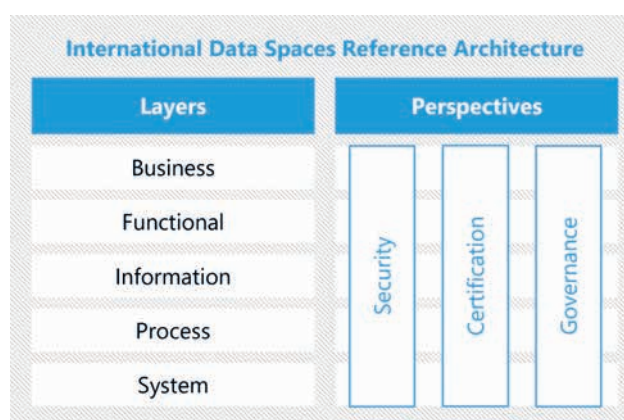 International Data Spaces Reference Architecture
Layers
Perspectives
Business
Functional
Information
Process
System
Security
Certification
Governance